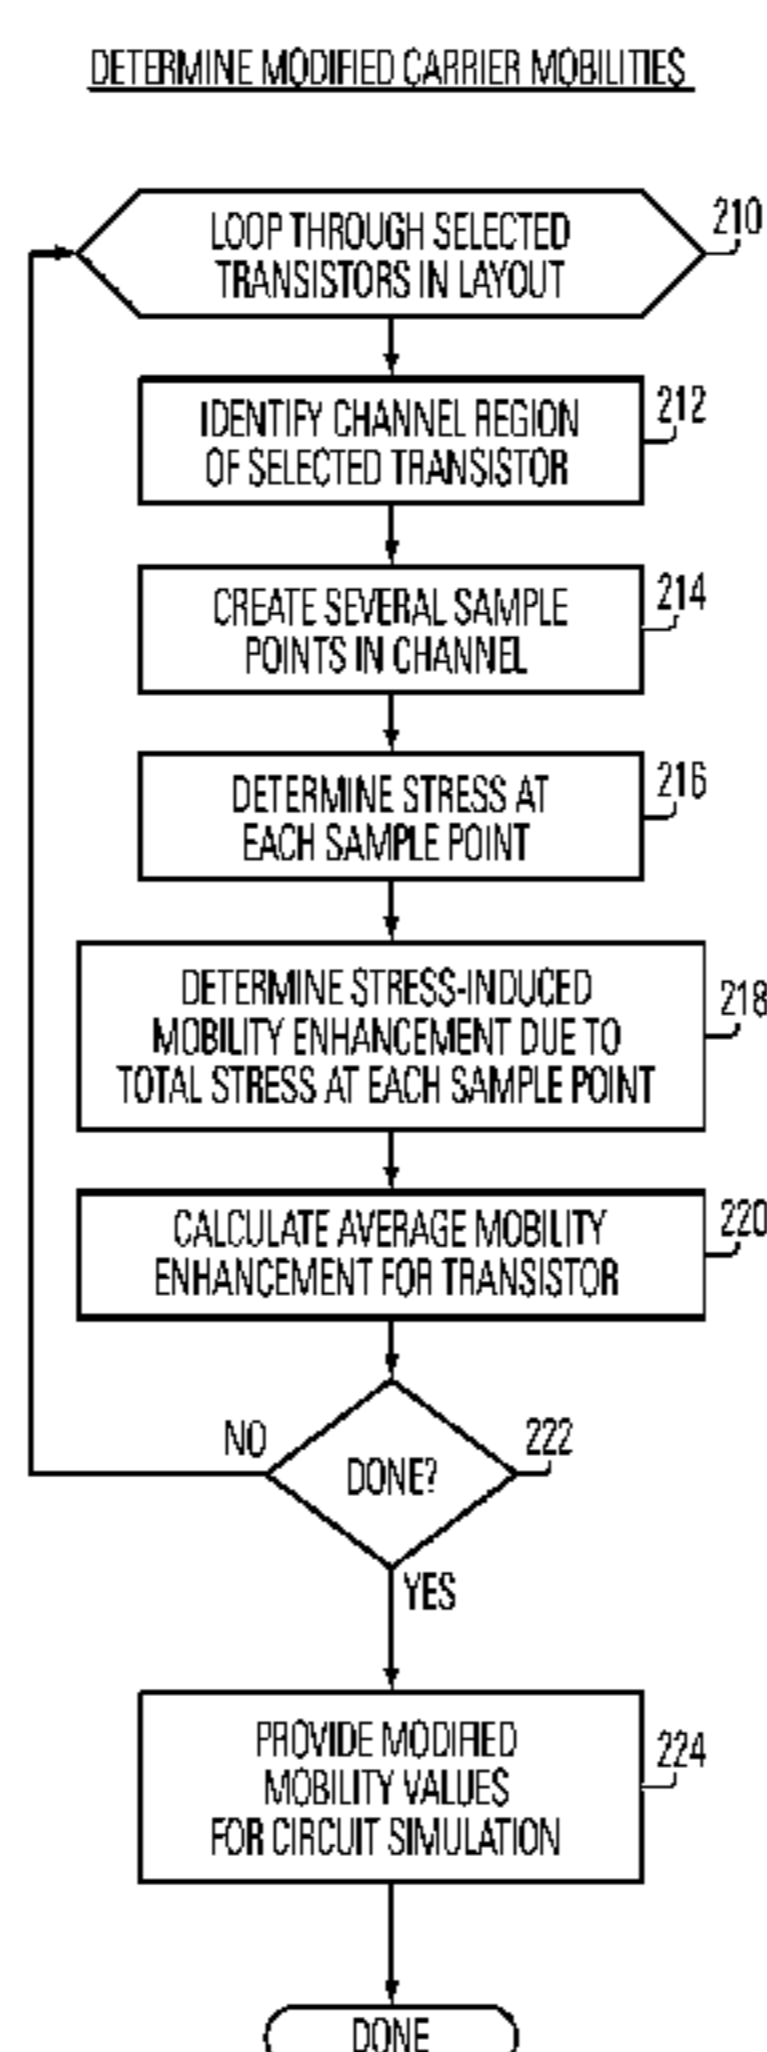 DETERMINE MODIFIED CARRIER MOBILITIES
LOOP THROUGH SELECTED
TRANSISTORS IN LAYOUT
210
IDENTIFY CHANNEL REGION
OF SELECTED TRANSISTOR
212
CREATE SEVERAL SAMPLE
POINTS IN CHANNEL
214
DETERMINE STRESS AT
EACH SAMPLE POINT
216
DETERMINE STRESS-INDUCED
MOBILITY ENHANCEMENT DUE TO
TOTAL STRESS AT EACH SAMPLE POINT
218
CALCULATE AVERAGE MOBILITY
ENHANCEMENT FOR TRANSISTOR
220
NO
DONE?
222
YES
PROVIDE MODIFIED
MOBILITY VALUES
FOR CIRCUIT SIMULATION
224
DONE